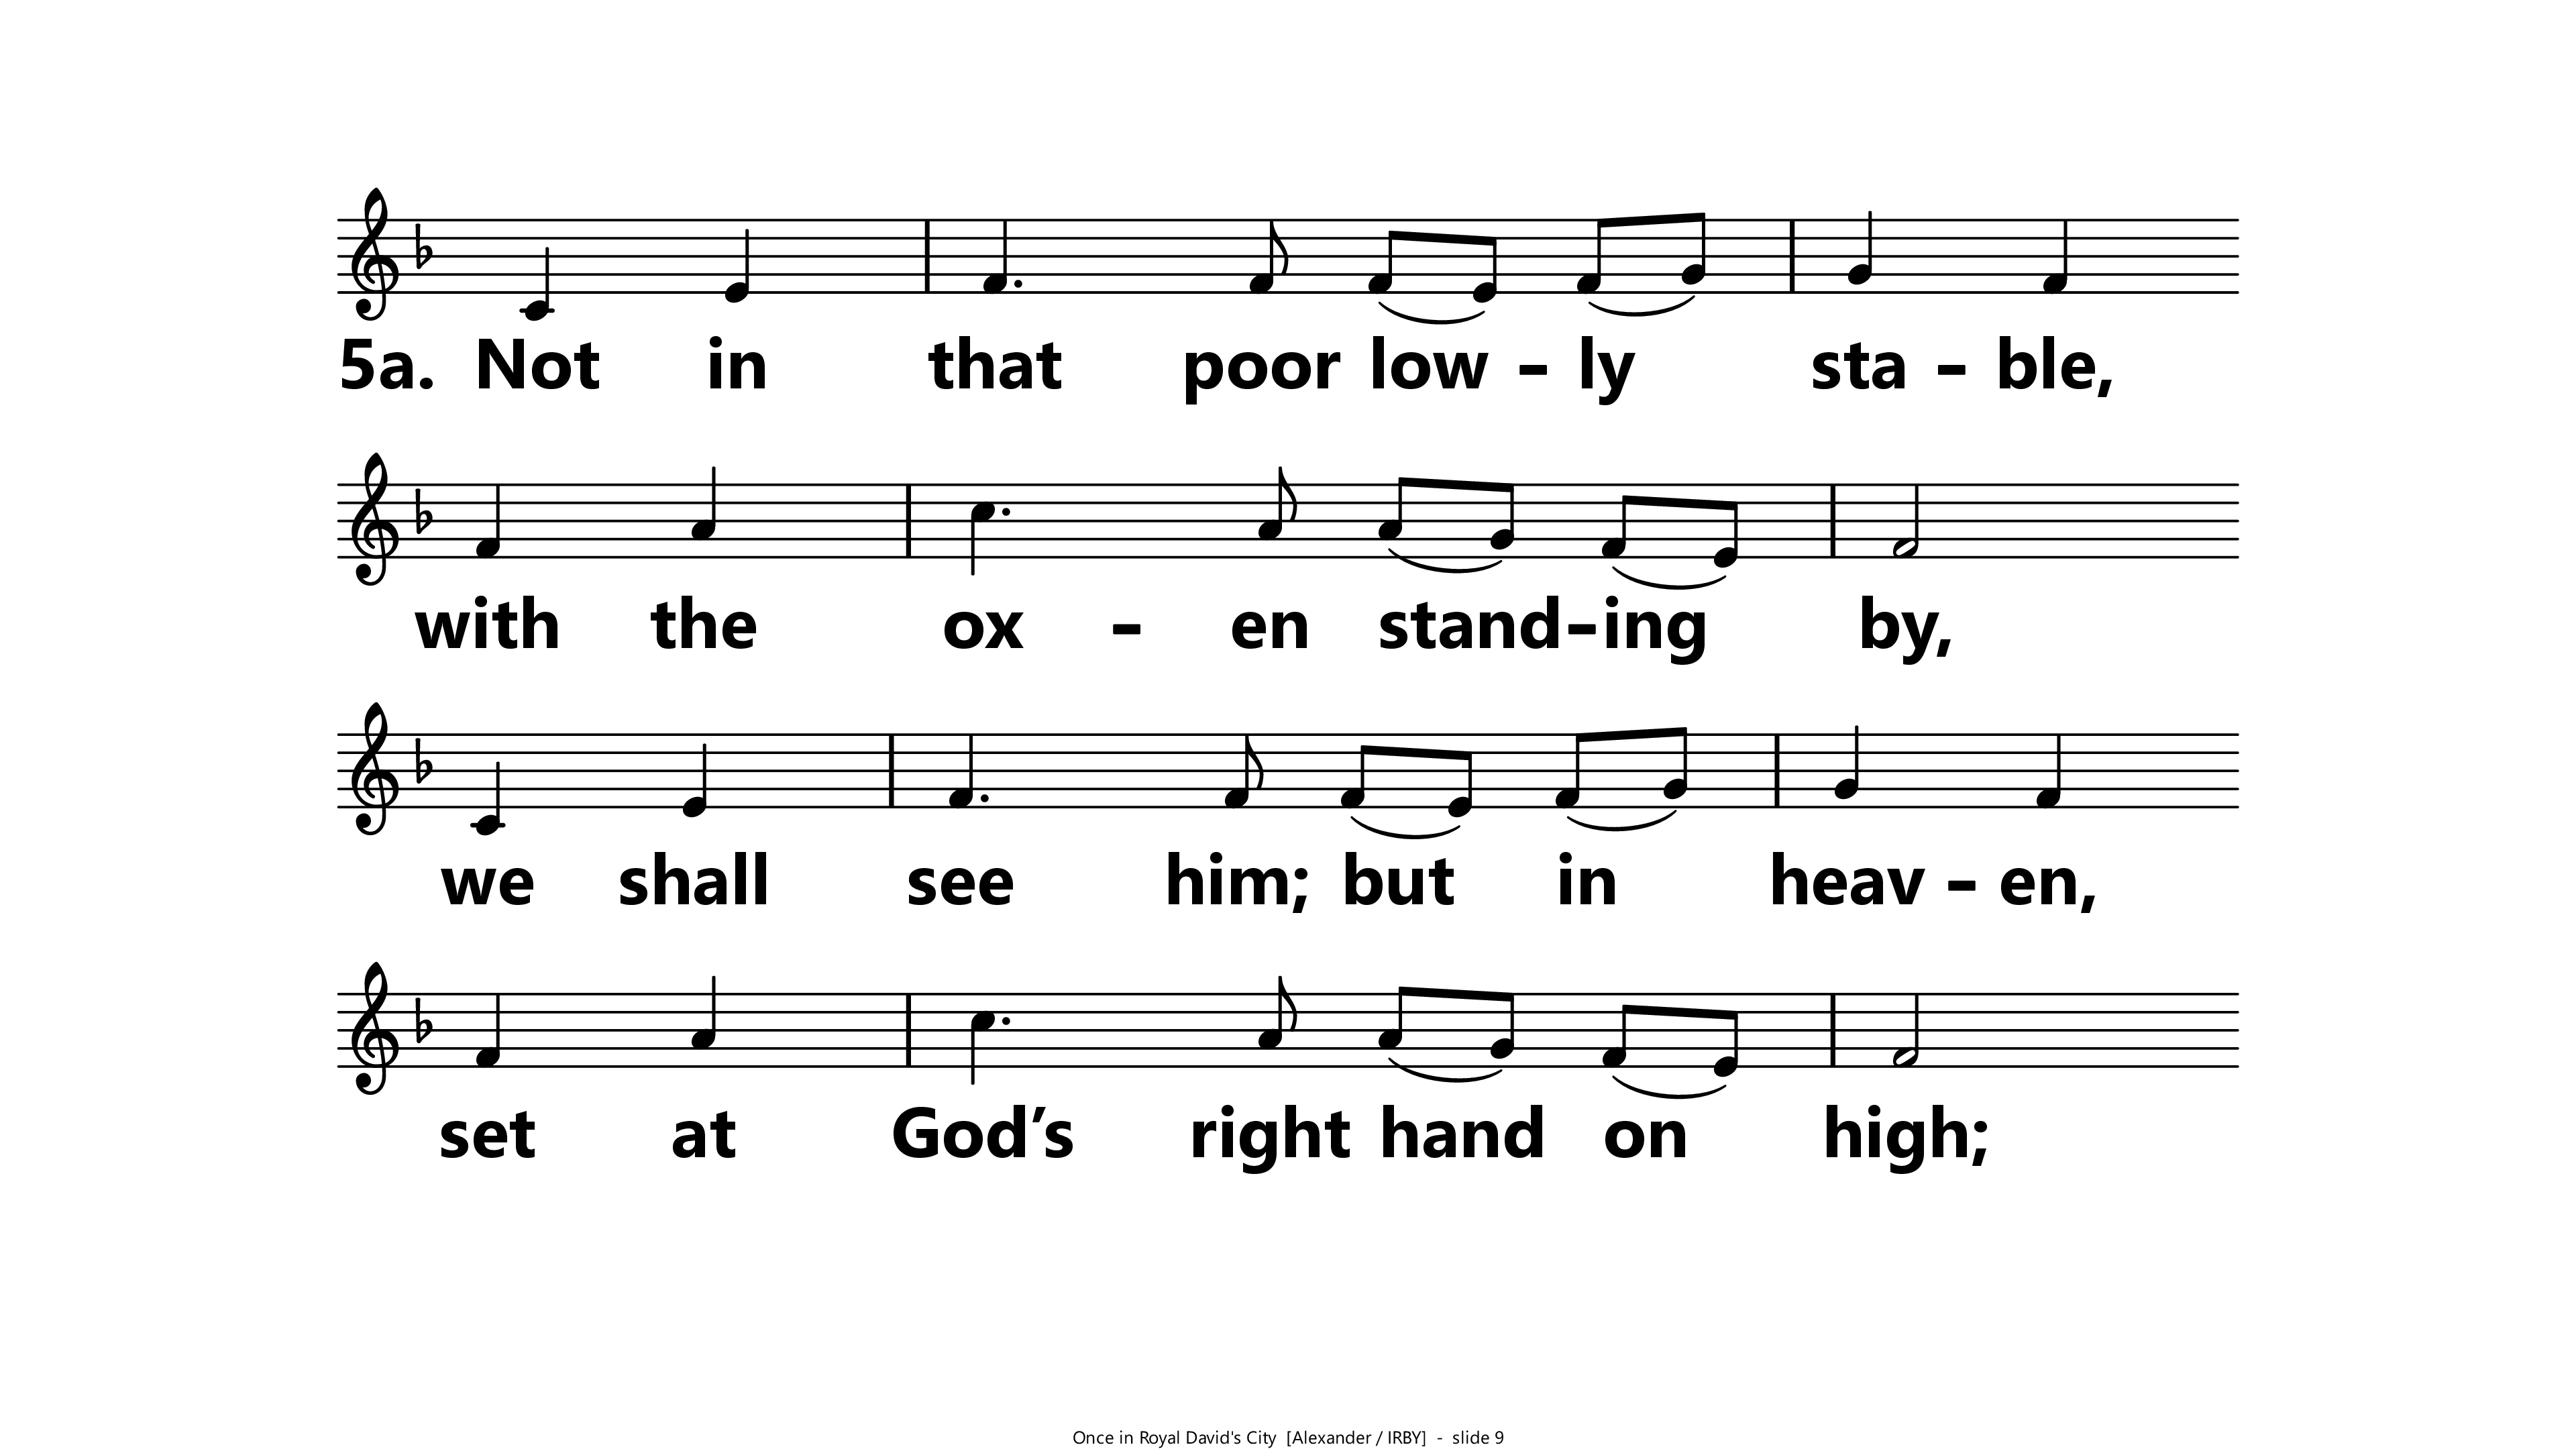 5a. Not in that poor low - ly sta - ble,
with the ox - en stand-ing by,
we shall see him; but in heav - en,
set at God’s right hand on high;
Once in Royal David's City [Alexander / IRBY] - slide 9